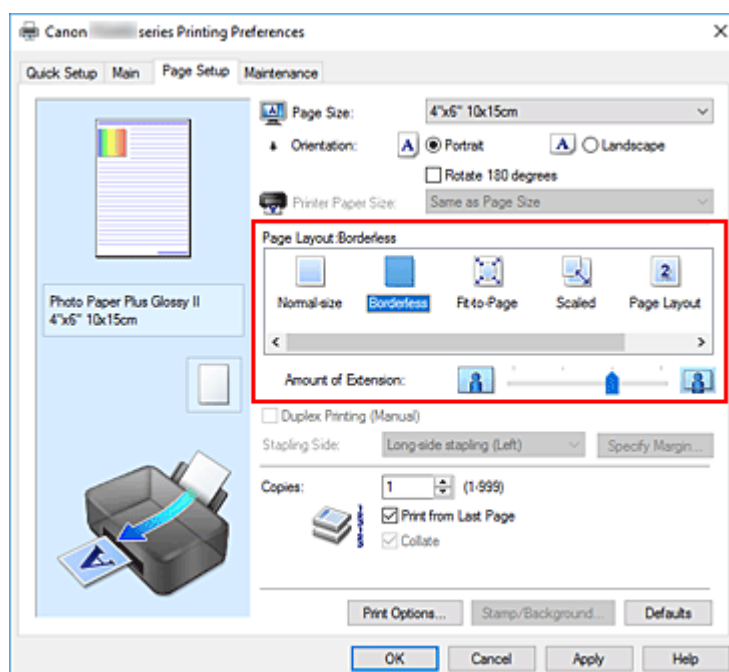 Canon series Printing Preferences
Quick Setup Main Page Setup Maintenance
Page Size: 4"x6" 10x15cm
Orientation: A Portrait A Landscape
Rotate 180 degrees
Printer Paper Size: Same as Page Size
Page Layout:Borderless
2
Normal-size Borderless Fit-to-Page Scaled Page Layout
Photo Paper Plus Glossy II
4"x6" 10x15cm
Amount of Extension:
Duplex Printing (Manual)
Stapling Side: Long-side stapling (Left) Specify Margin...
Copies: 1 (1-999)
Print from Last Page
Collate
A
Print Options... Stamp/Background... Defaults
OK Cancel Apply Help